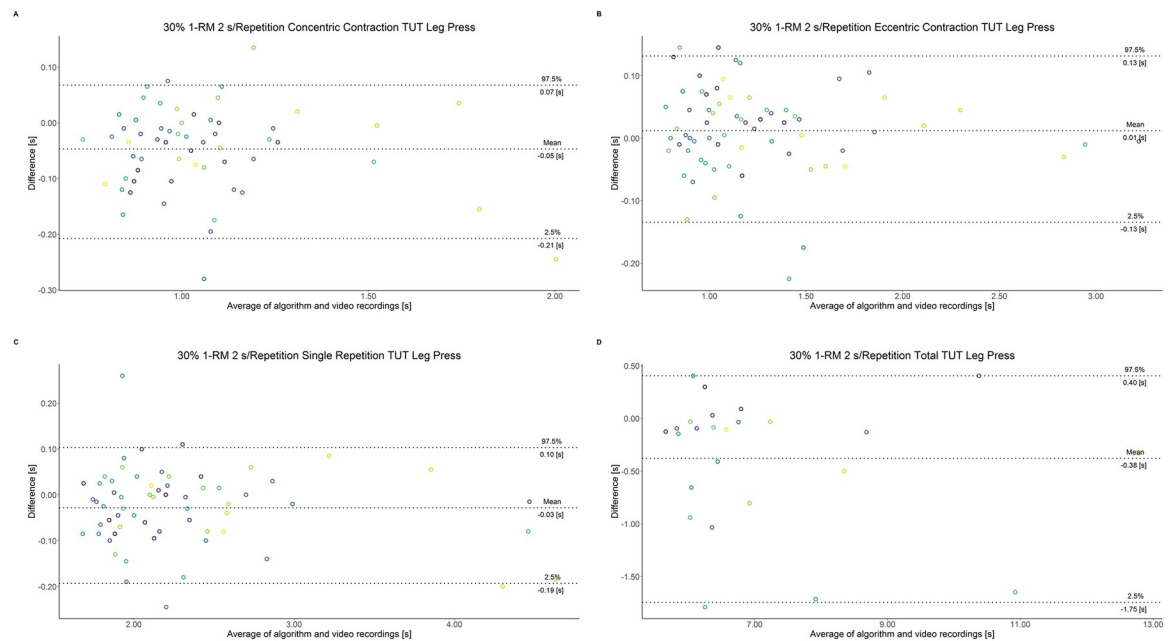 A
30% 1-RM 2 s/Repetition Concentric Contraction TUT Leg Press
97.5%
0.07 [s]
Mean
-0.05 [s]
2.5%
-0.21 [s]
0.10
0.00
-0.10
-0.20
-0.30
Difference [s]
1.00
1.50
2.00
Average of algorithm and video recordings [s]
B
30% 1-RM 2 s/Repetition Eccentric Contraction TUT Leg Press
97.5%
0.13 [s]
Mean
0.01 [s]
2.5%
-0.13 [s]
0.10
0.00
-0.10
-0.20
Difference [s]
1.00
1.50
2.00
2.50
3.00
Average of algorithm and video recordings [s]
C
30% 1-RM 2 s/Repetition Single Repetition TUT Leg Press
97.5%
0.10 [s]
Mean
-0.03 [s]
2.5%
-0.19 [s]
0.20
0.10
0.00
-0.10
-0.20
Difference [s]
2.00
3.00
4.00
Average of algorithm and video recordings [s]
D
30% 1-RM 2 s/Repetition Total TUT Leg Press
97.5%
0.40 [s]
Mean
-0.38 [s]
2.5%
-1.75 [s]
0.50
0.00
-0.50
-1.00
-1.50
Difference [s]
7.00
9.00
11.00
13.00
Average of algorithm and video recordings [s]